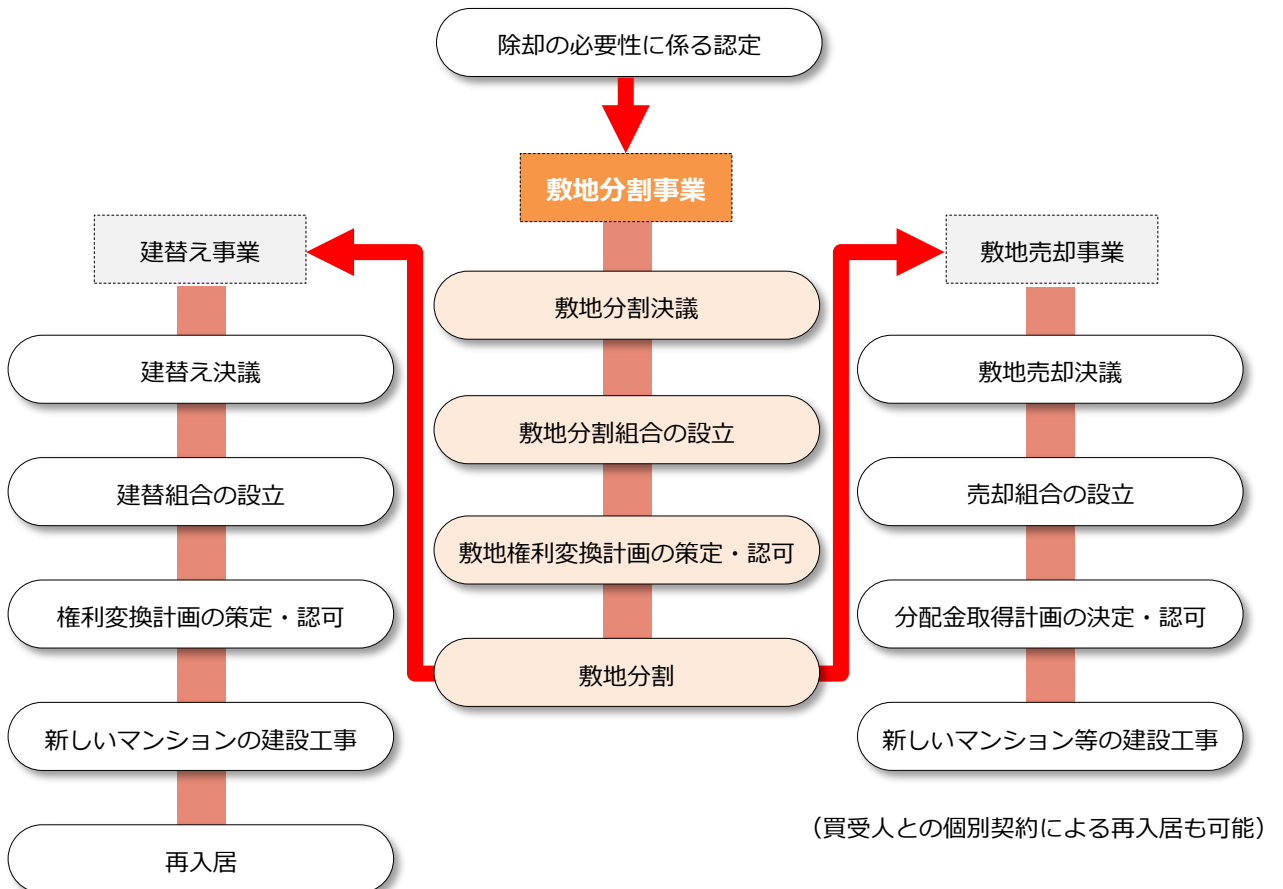 除却の必要性に係る認定
敷地分割事業
敷地分割決議
敷地分割組合の設立
敷地権利変換計画の策定・認可
敷地分割
建替え事業
建替え決議
建替組合の設立
権利変換計画の策定・認可
新しいマンションの建設工事
再入居
敷地売却事業
敷地売却決議
売却組合の設立
分配金取得計画の決定・認可
新しいマンション等の建設工事
（買受人との個別契約による再入居も可能）